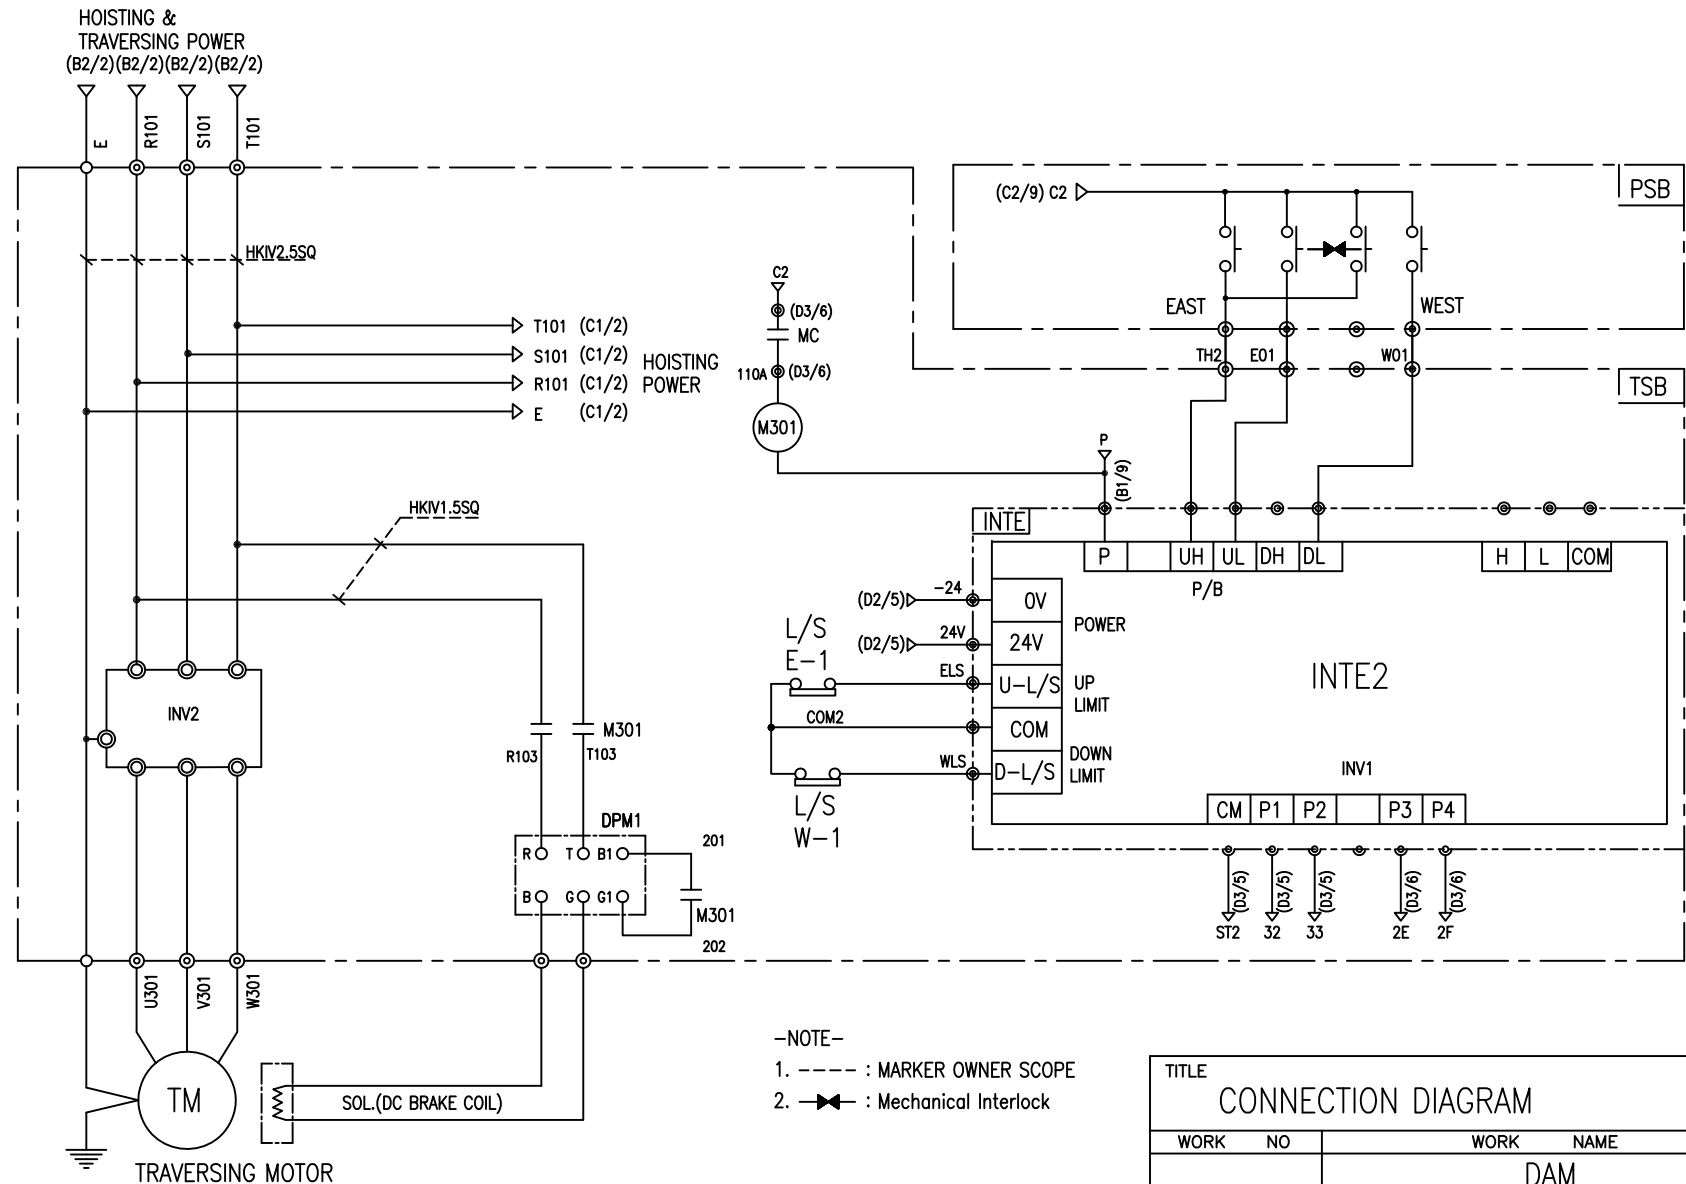 HOISTING &
TRAVERSING POWER
(B2/2)(B2/2)(B2/2)(B2/2)
E
R101
S101
T101
HKIV2.5SQ
T101 (C1/2)
S101 (C1/2)
R101 (C1/2)
E (C1/2)
HOISTING
POWER
C2
(D3/6)
MC
110A (D3/6)
M301
(C2/9) C2
PSB
EAST
WEST
TH2
E01
W01
TSB
P
(B1/9)
HKIV1.5SQ
INTE
P UH UL DH DL
P/B
H L COM
(D2/5) -24
0V
(D2/5) 24V
24V
POWER
L/S
E-1
ELS
U-L/S
UP
LIMIT
COM2
COM
WLS
D-L/S
DOWN
LIMIT
L/S
W-1
INTE2
INV1
CM P1 P2 P3 P4
(D3/5)
(D3/5)
(D3/5)
(D3/6)
(D3/6)
ST2 32 33 2E 2F
INV2
M301
R103
T103
DPM1
R T B1
B G G1
201
M301
202
U301
V301
W301
TM
SOL.(DC BRAKE COIL)
TRAVERSING MOTOR
-NOTE-
1. ---- : MARKER OWNER SCOPE
2. : Mechanical Interlock
TITLE
CONNECTION DIAGRAM
WORK NO
WORK NAME
DAM